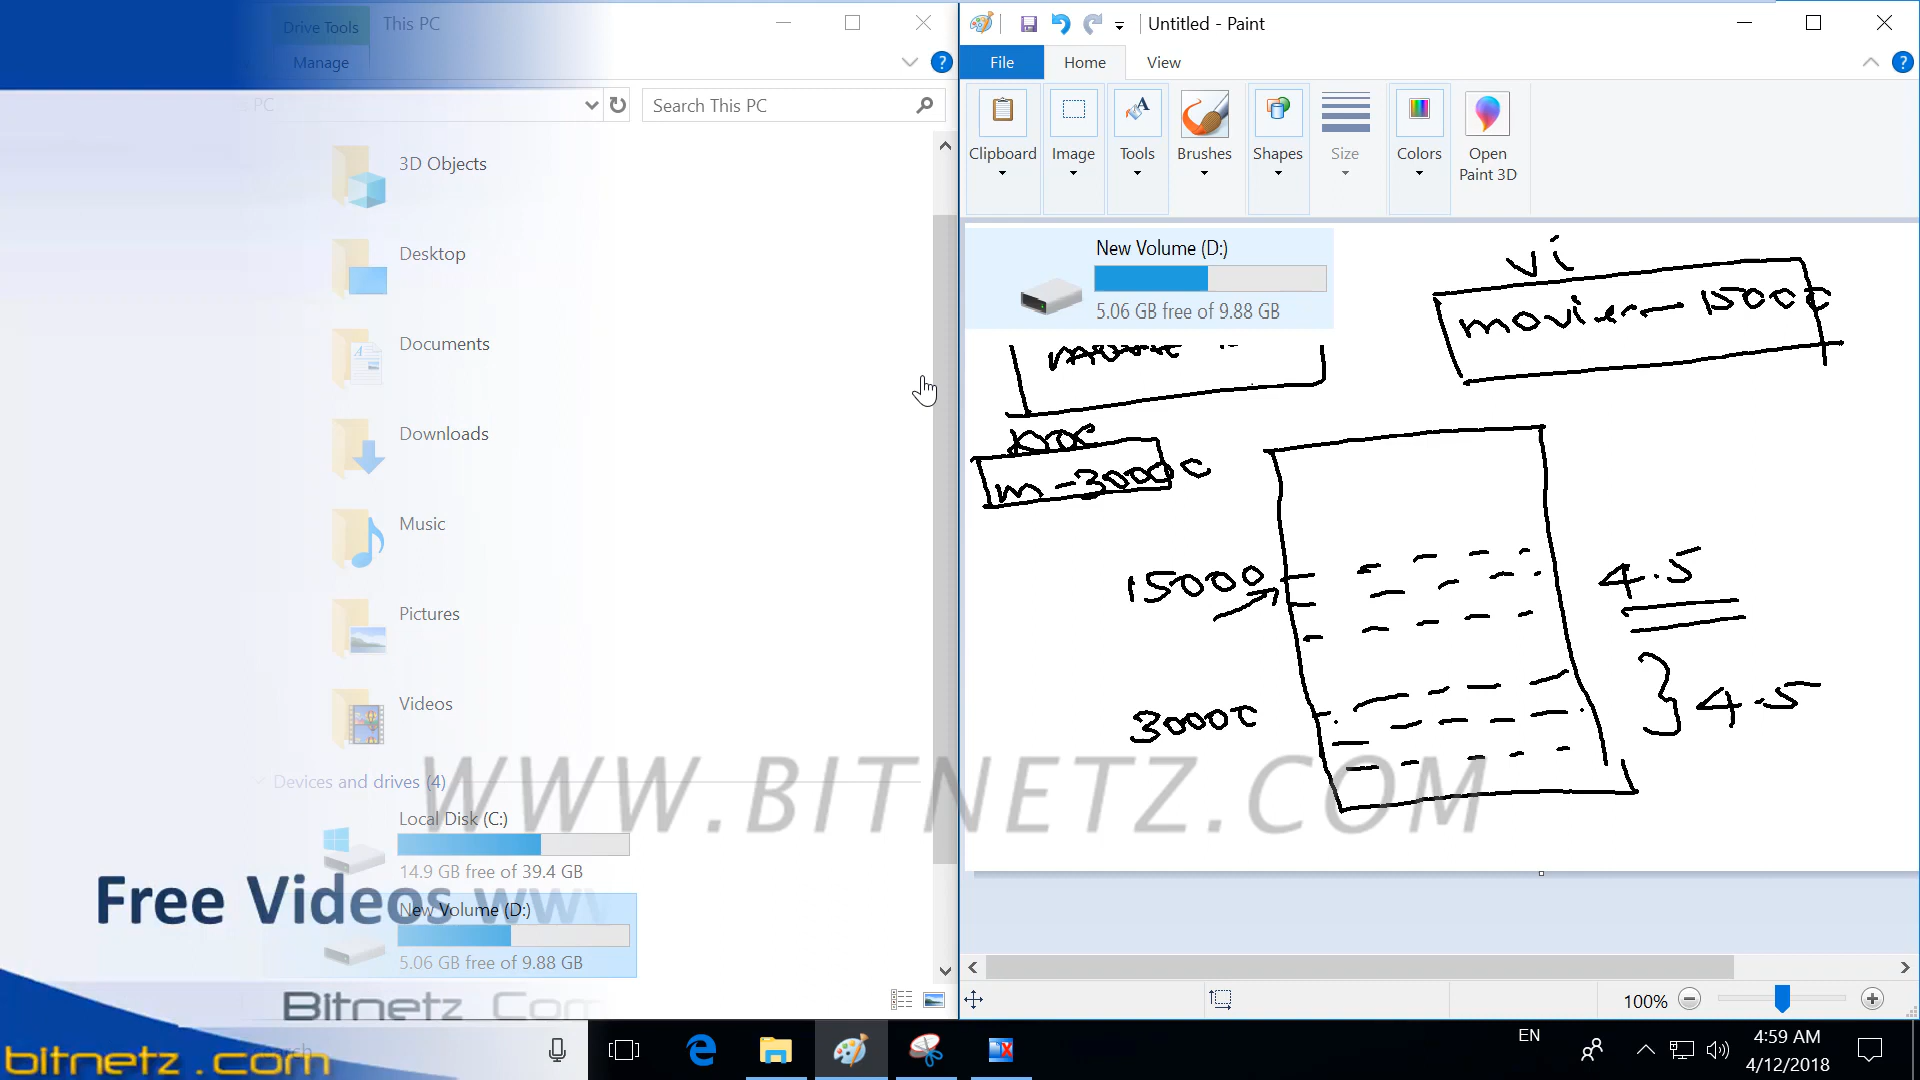 Drive Tools
This PC
Manage
PC
Search This PC
3D Objects
Desktop
Documents
Downloads
Music
Pictures
Videos
Devices and drives (4)
Local Disk (C:)
14.9 GB free of 39.4 GB
New Volume (D:)
5.06 GB free of 9.88 GB
Free Videos www
Bitnetz Com
bitnetz .com
WWW.BITNETZ.COM
Untitled - Paint
File
Home
View
Clipboard
Image
Tools
Brushes
Shapes
Size
Colors
Open
Paint 3D
New Volume (D:)
5.06 GB free of 9.88 GB
vi
15000
4.5
4.5
100%
EN
4:59 AM
4/12/2018